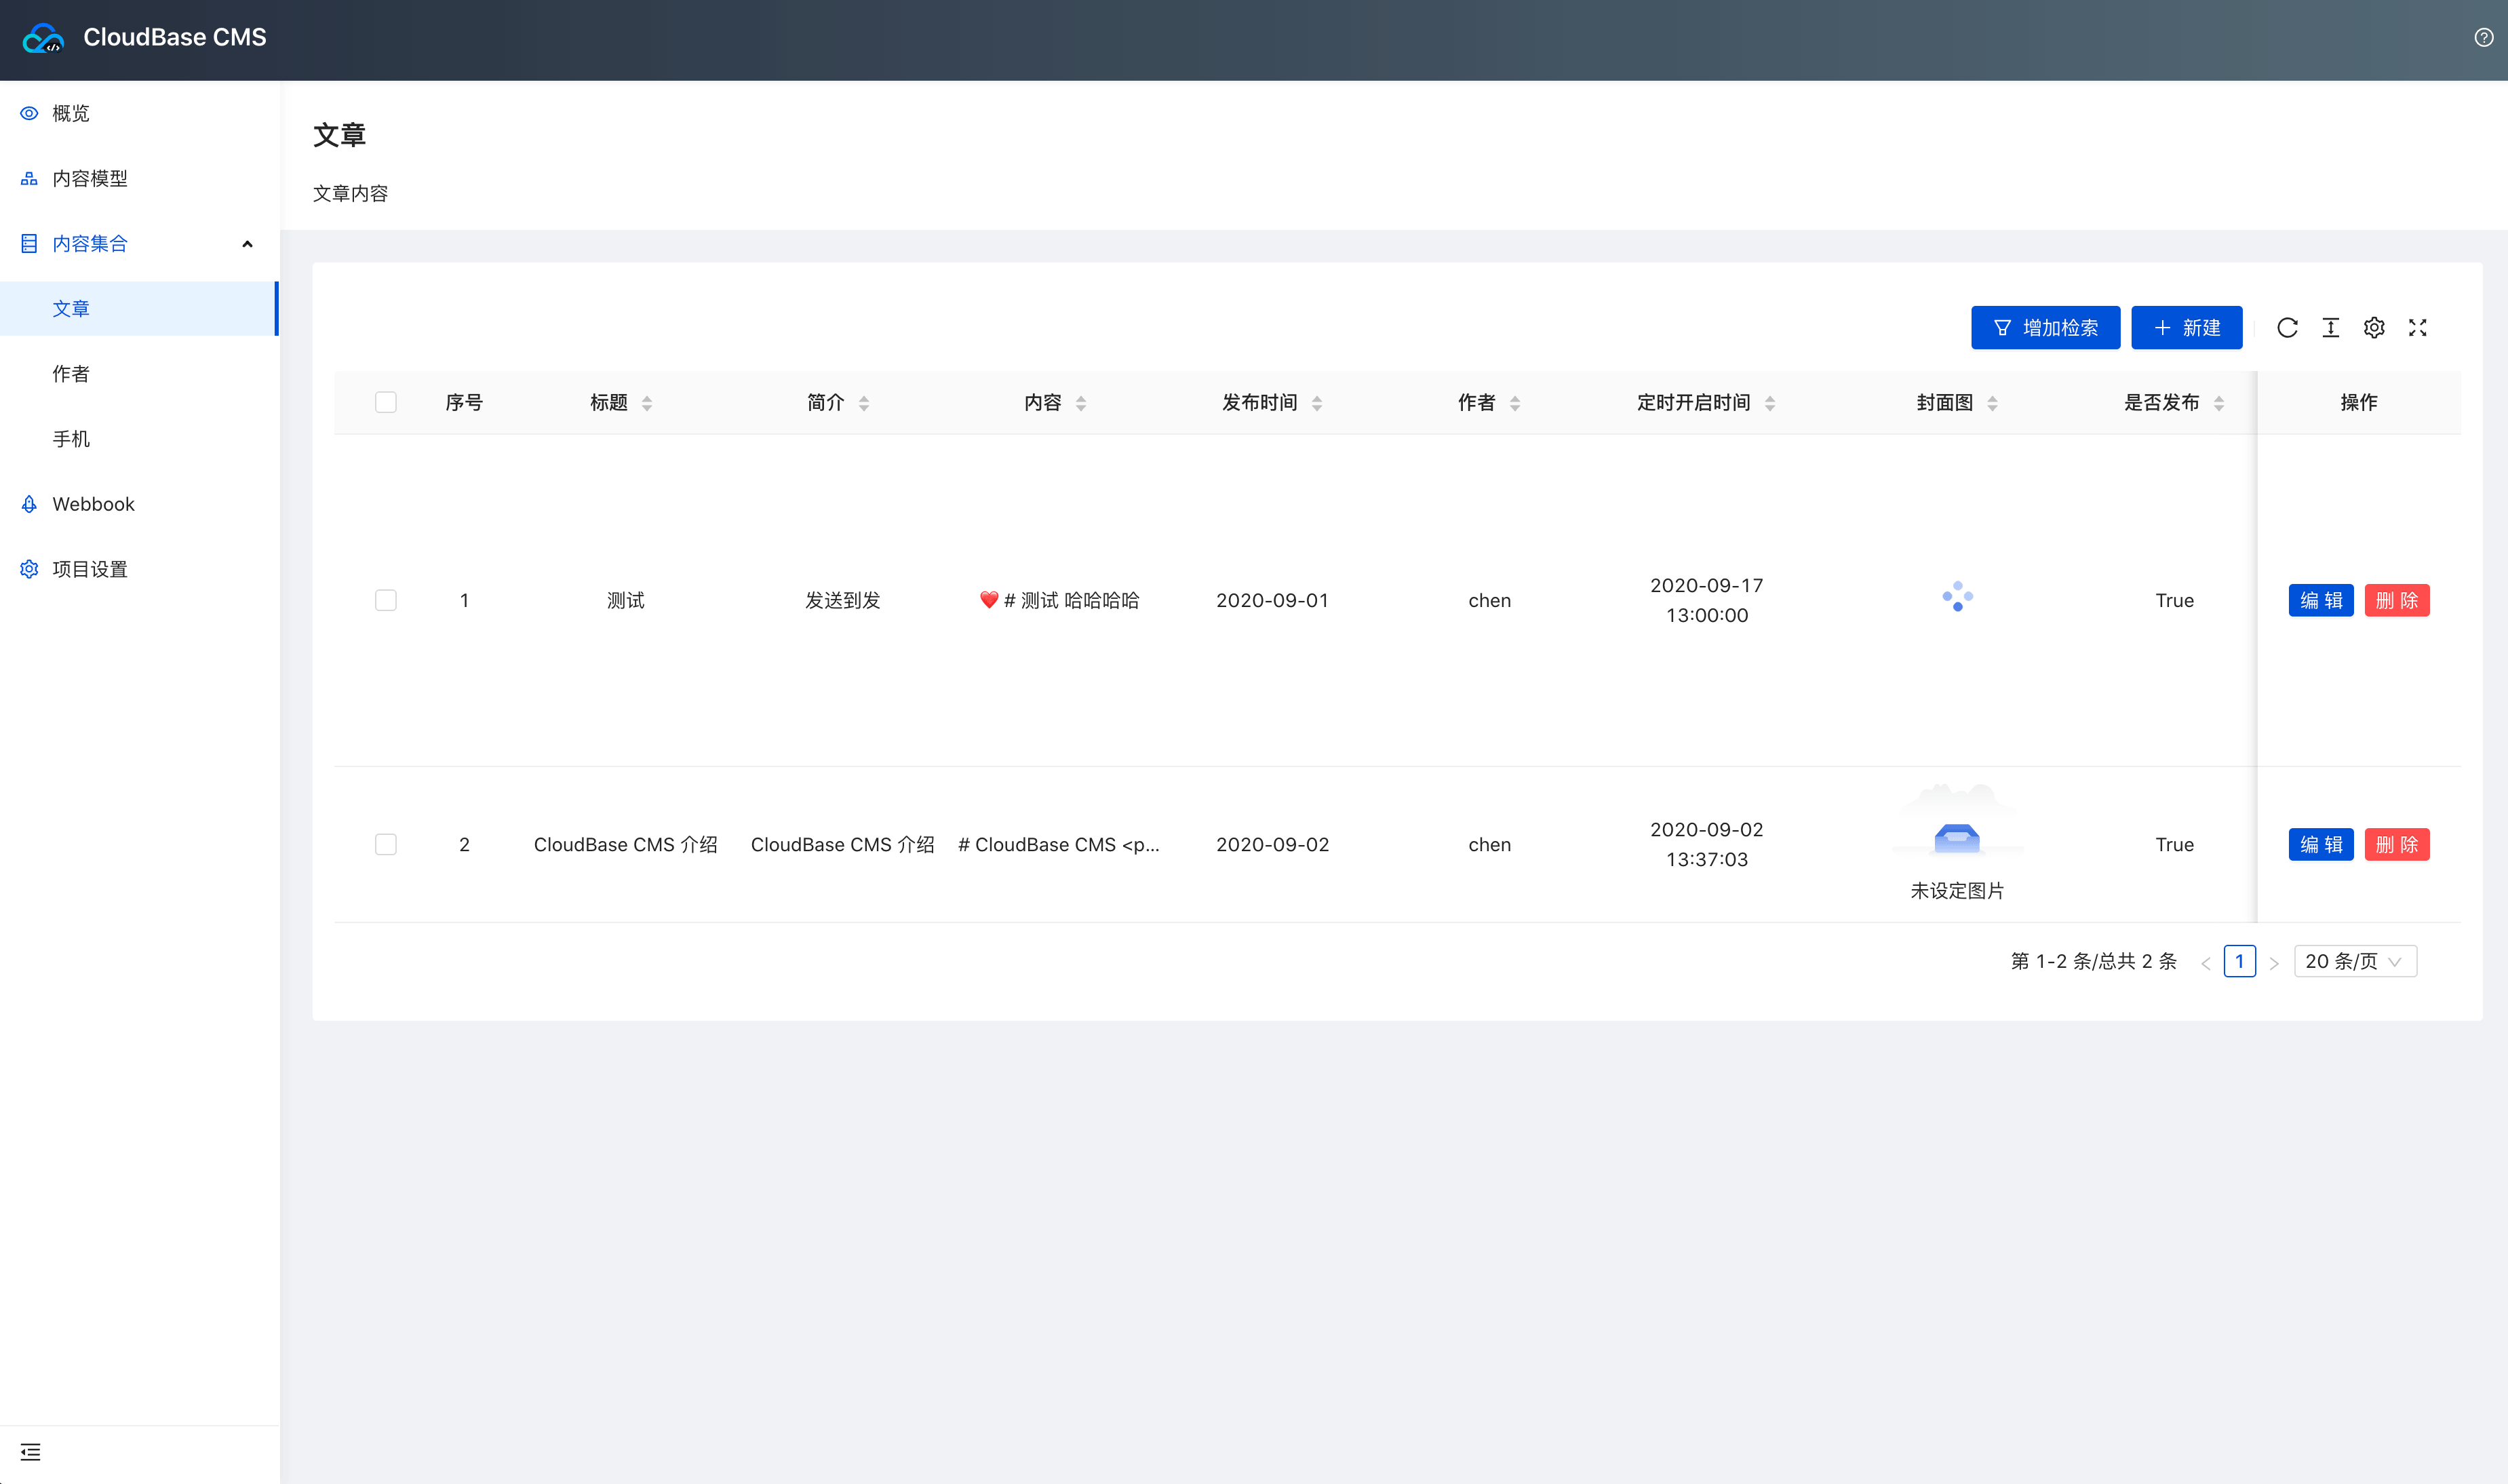 CloudBase CMS
概览
内容模型
内容集合
文章
作者
手机
Webbook
项目设置
文章
文章内容
增加检索 新建
序号 标题 简介 内容 发布时间 作者 定时开启时间 封面图 是否发布 操作
1 测试 发送到发 ❤️ # 测试 哈哈哈哈 2020-09-01 chen 2020-09-17 True 编辑 删除
13:00:00
2 CloudBase CMS 介绍 CloudBase CMS 介绍 # CloudBase CMS <p... 2020-09-02 chen 2020-09-02 True 编辑 删除
13:37:03
未设定图片
第 1-2 条/总共 2 条 < 1 > 20 条/页